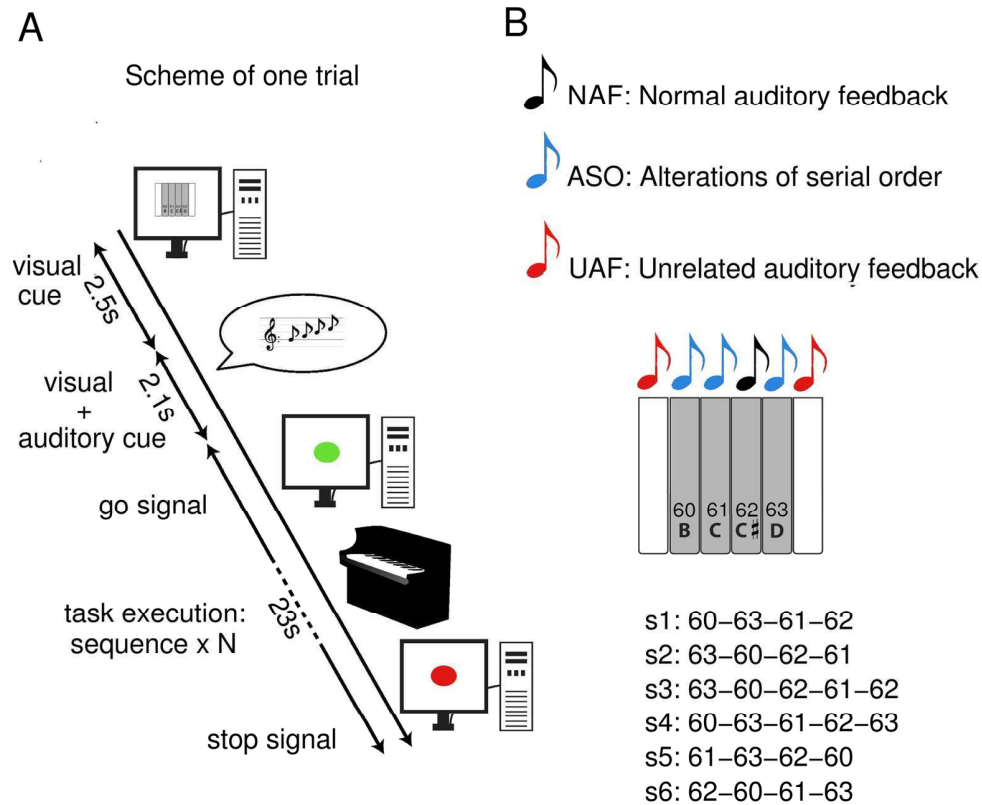 A
Scheme of one trial
visual
cue
2.5s
visual
+
auditory cue
2.1s
go signal
task execution:
sequence x N
23s
stop signal
B
NAF: Normal auditory feedback
ASO: Alterations of serial order
UAF: Unrelated auditory feedback
60 61 62 63
B C C♯ D
s1: 60–63–61–62
s2: 63–60–62–61
s3: 63–60–62–61–62
s4: 60–63–61–62–63
s5: 61–63–62–60
s6: 62–60–61–63